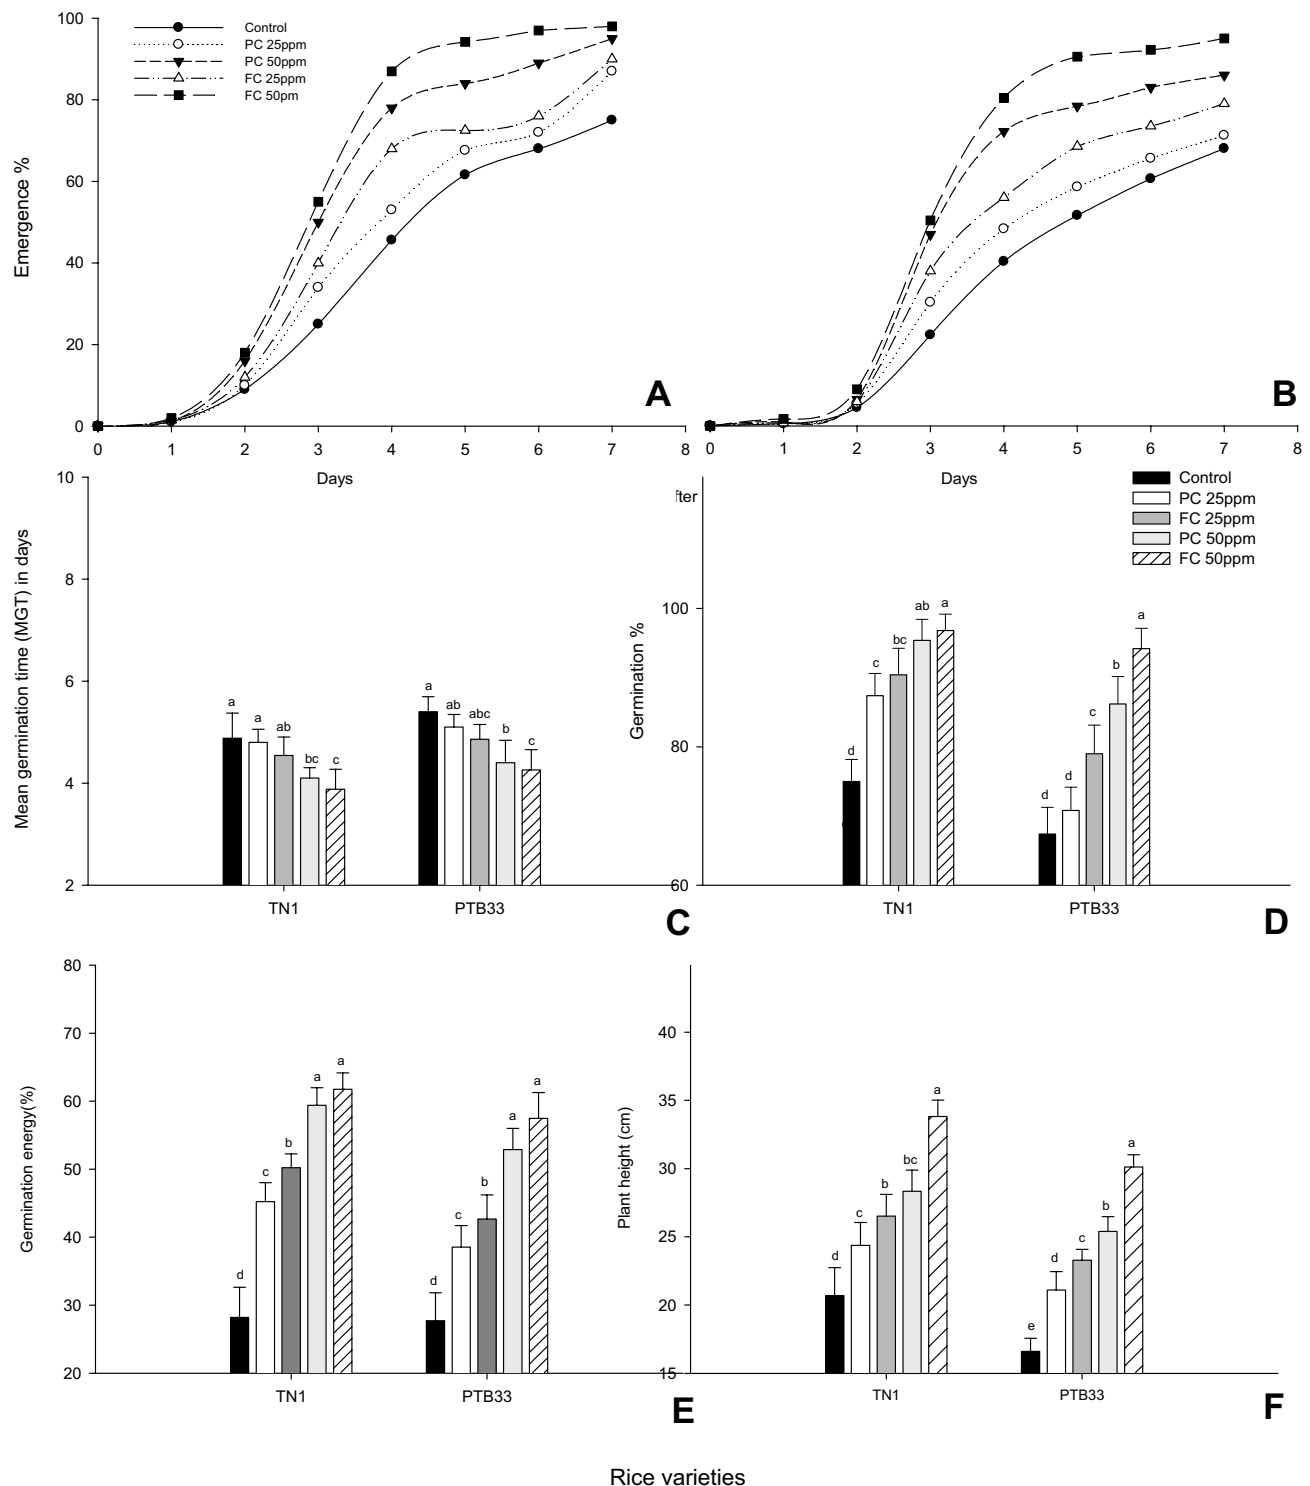 Emergence %
100
80
60
40
20
0
Control
PC 25ppm
PC 50ppm
FC 25ppm
FC 50pm
A
B
0 1 2 3 4 5 6 7 8
0 1 2 3 4 5 6 7 8
Days
Days
Mean germination time (MGT) in days
10
8
6
4
2
a a ab bc c
a ab abc b c
TN1 PTB33
C
fter
Control
PC 25ppm
FC 25ppm
PC 50ppm
FC 50ppm
Germination %
100
80
60
d c bc ab a
d d c b a
TN1 PTB33
D
Germination energy(%)
80
70
60
50
40
30
20
d c b a a
d c b a a
TN1 PTB33
E
Plant height (cm)
40
35
30
25
20
15
d c b bc a
e d c b a
TN1 PTB33
F
Rice varieties